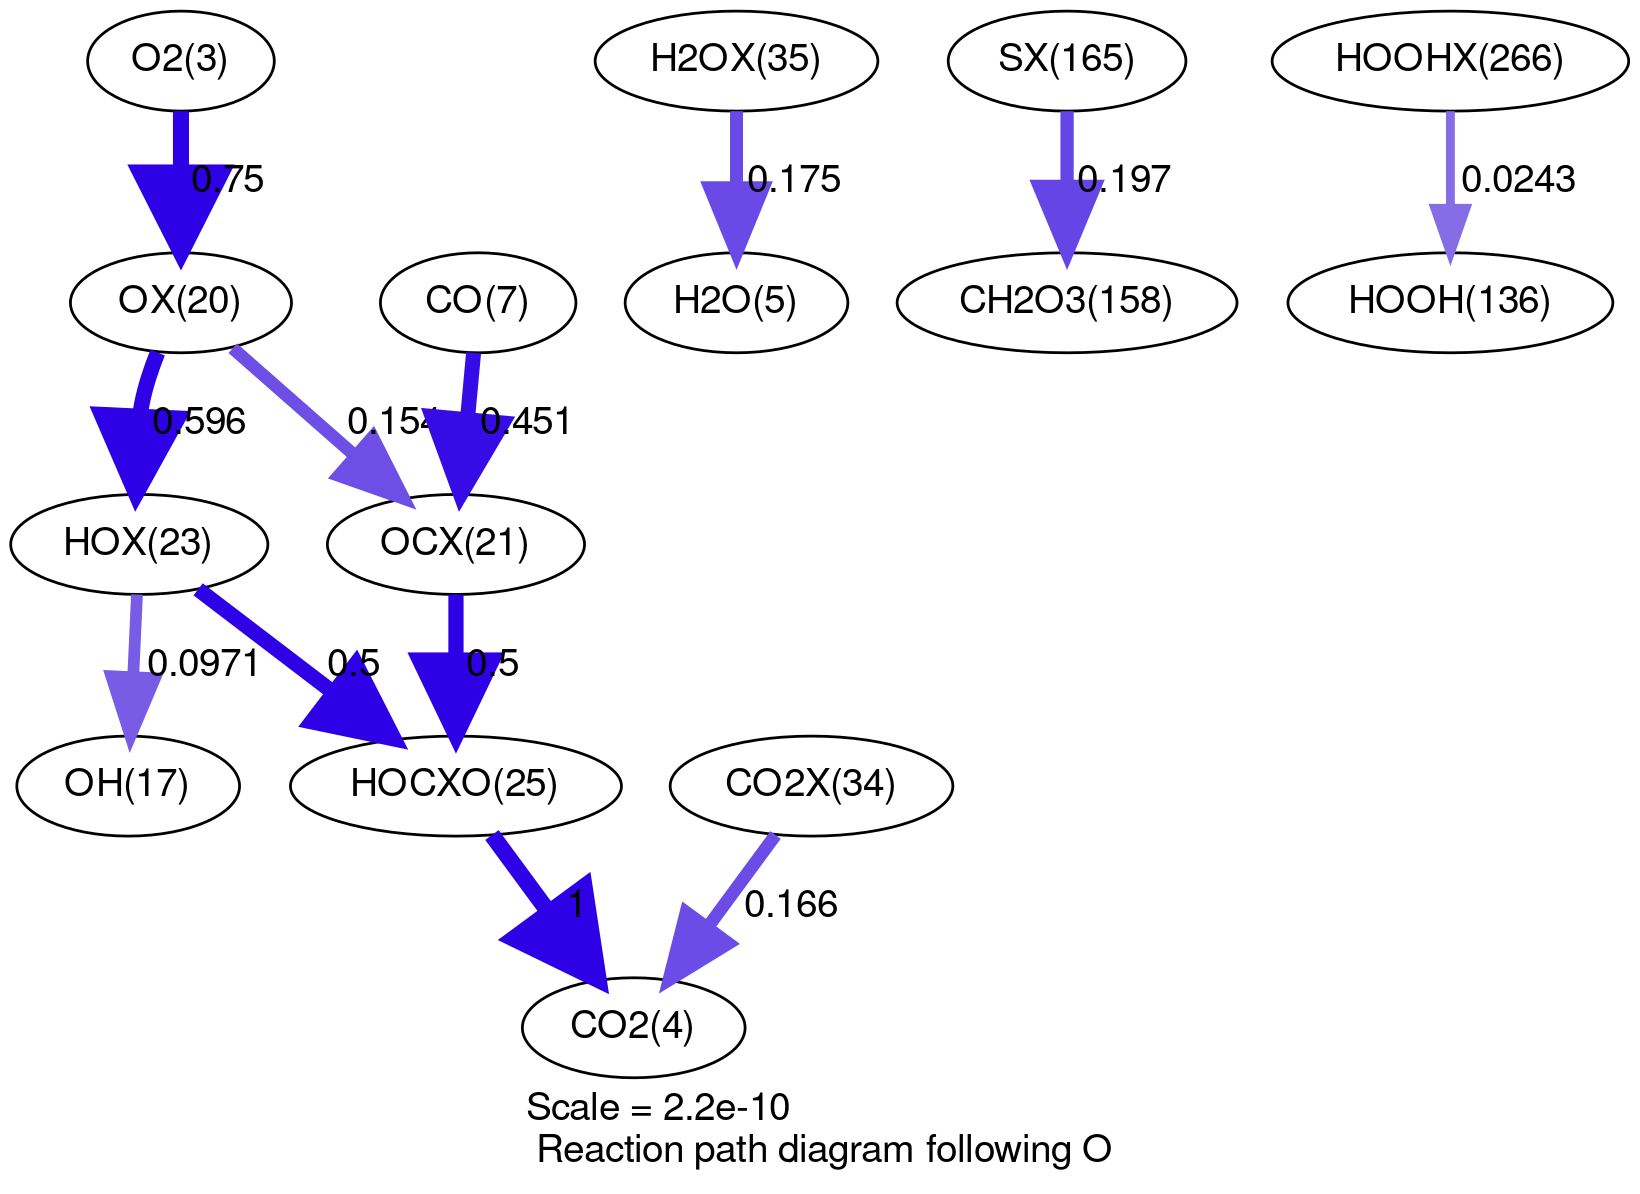 O2(3)
H2OX(35)
SX(165)
HOOHX(266)
0.75
0.175
0.197
0.0243
OX(20)
CO(7)
H2O(5)
CH2O3(158)
HOOH(136)
0.596
0.154
0.451
HOX(23)
OCX(21)
0.0971
0.5
0.5
OH(17)
HOCXO(25)
CO2X(34)
1
0.166
CO2(4)
Scale = 2.2e-10
Reaction path diagram following O